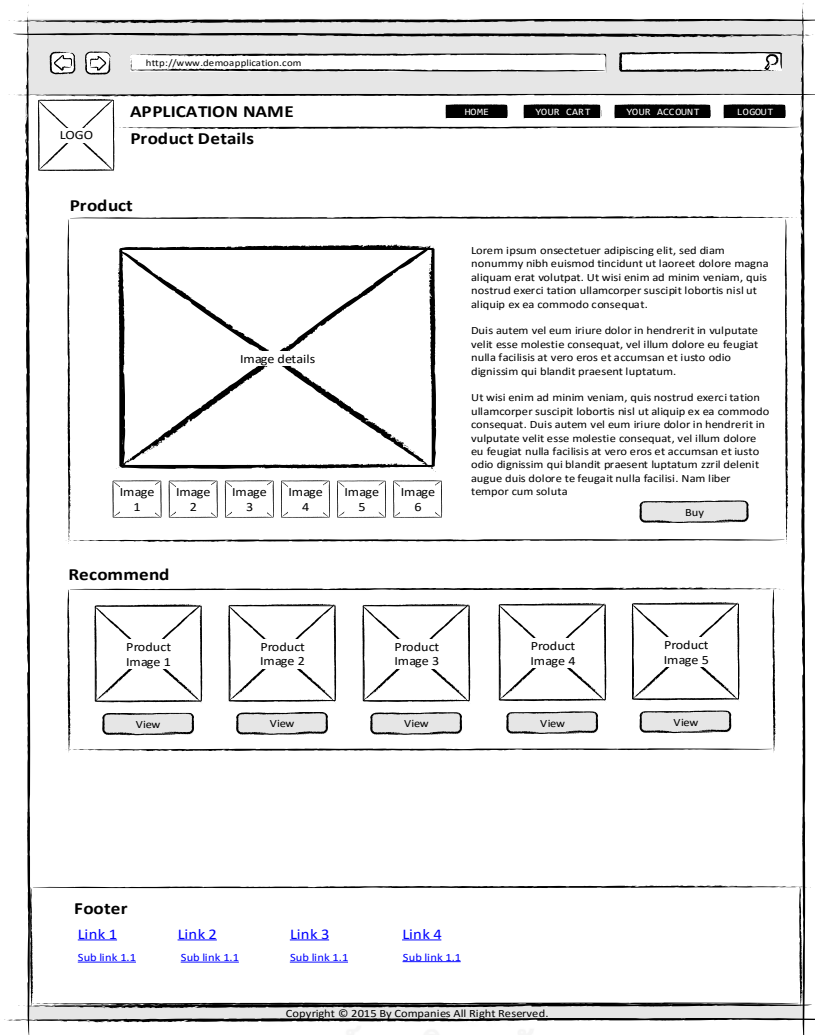 http://www.demoapplication.com
LOGO
APPLICATION NAME
HOME
YOUR CART
YOUR ACCOUNT
LOGOUT
Product Details
Product
Image details
Image
1
Image
2
Image
3
Image
4
Image
5
Image
6
Lorem ipsum onsectetuer adipiscing elit, sed diam
nonummy nibh euismod tincidunt ut laoreet dolore magna
aliquam erat volutpat. Ut wisi enim ad minim veniam, quis
nostrud exerci tation ullamcorper suscipit lobortis nisl ut
aliquip ex ea commodo consequat.
Duis autem vel eum iriure dolor in hendrerit in vulputate
velit esse molestie consequat, vel illum dolore eu feugiat
nulla facilisis at vero eros et accumsan et iusto odio
dignissim qui blandit praesent luptatum.
Ut wisi enim ad minim veniam, quis nostrud exerci tation
ullamcorper suscipit lobortis nisl ut aliquip ex ea commodo
consequat. Duis autem vel eum iriure dolor in hendrerit in
vulputate velit esse molestie consequat, vel illum dolore
eu feugiat nulla facilisis at vero eros et accumsan et iusto
odio dignissim qui blandit praesent luptatum zzril delenit
augue duis dolore te feugait nulla facilisi. Nam liber
tempor cum soluta
Buy
Recommend
Product
Image 1
Product
Image 2
Product
Image 3
Product
Image 4
Product
Image 5
View
View
View
View
View
Footer
Link 1
Link 2
Link 3
Link 4
Sub link 1.1
Sub link 1.1
Sub link 1.1
Sub link 1.1
Copyright © 2015 By Companies All Right Reserved.